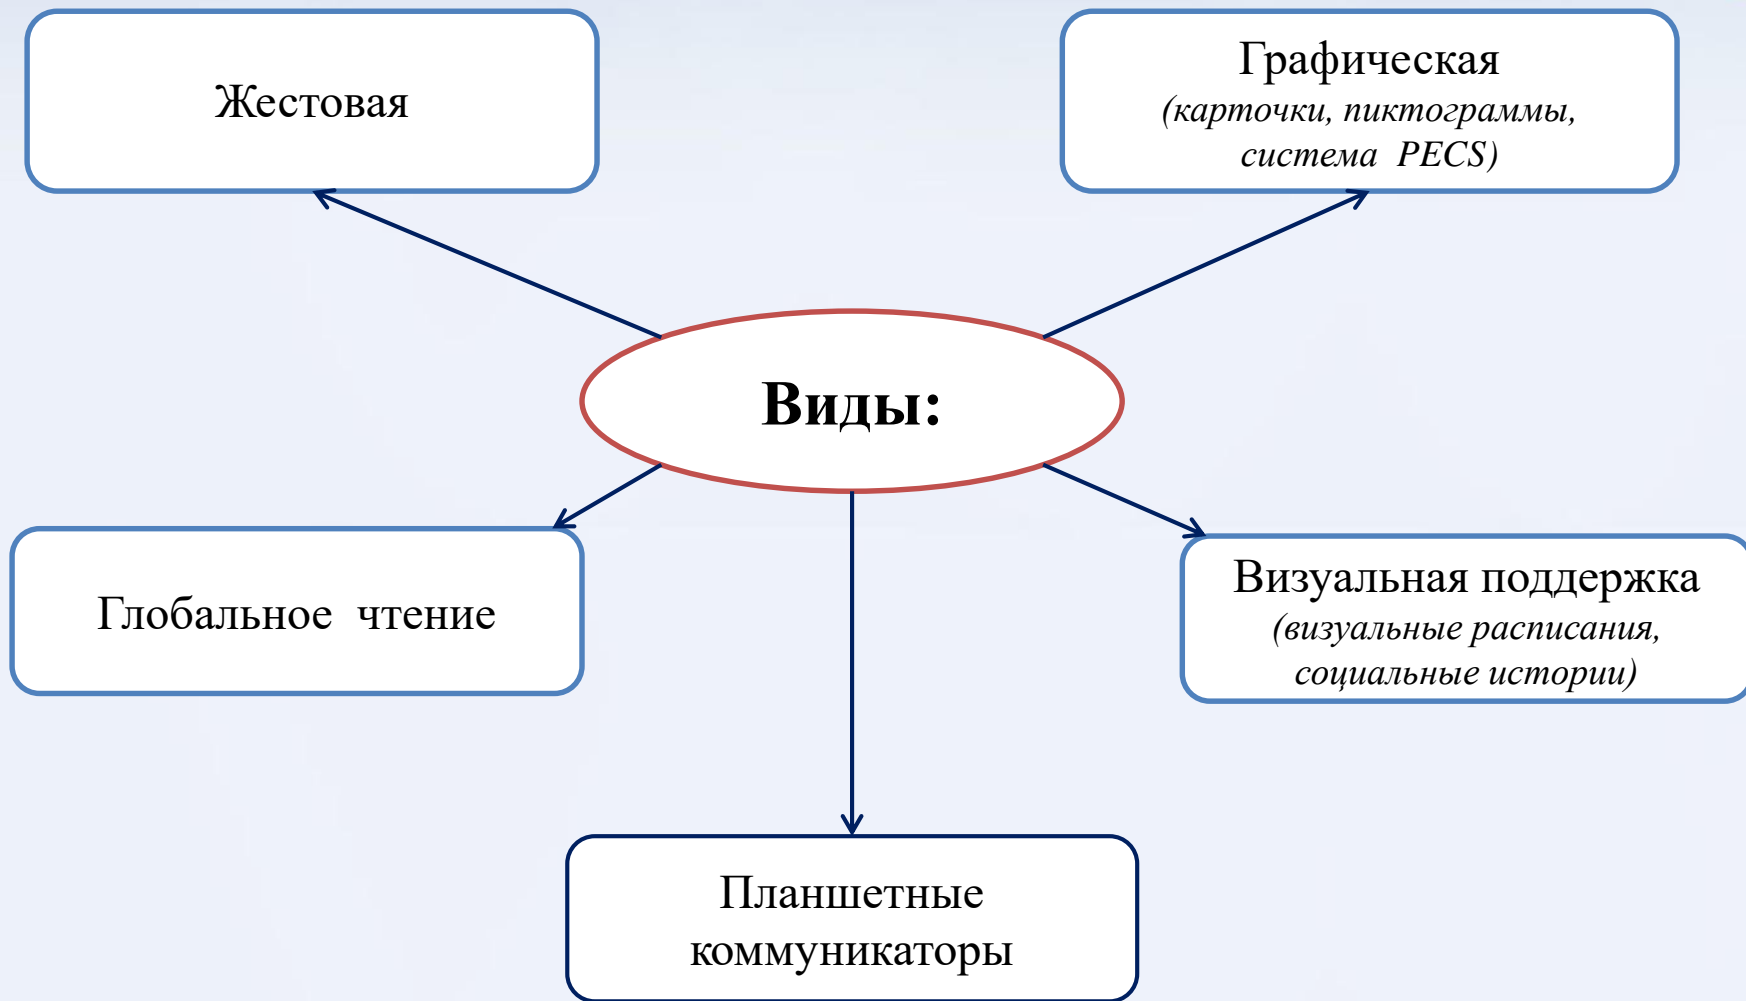 Жестовая
Графическая
(карточки, пиктограммы,
система PECS)
Виды:
Глобальное чтение
Визуальная поддержка
(визуальные расписания,
социальные истории)
Планшетные
коммуникаторы